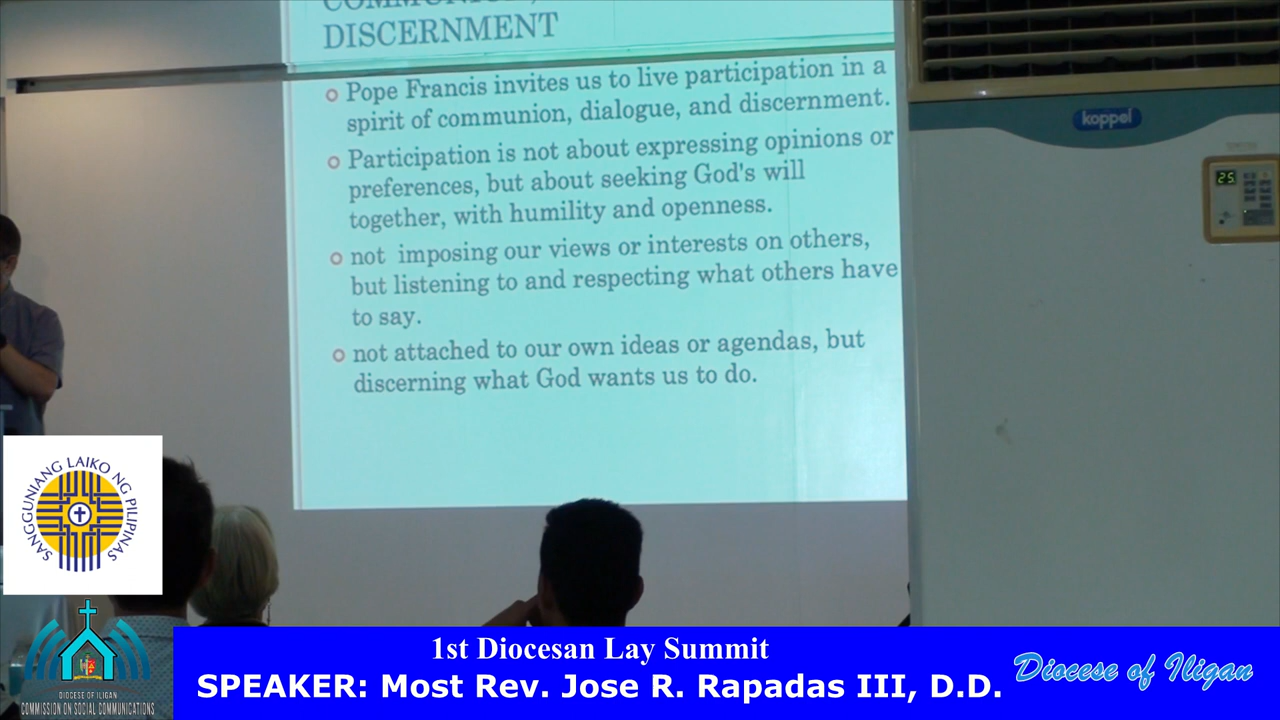 DISCERNMENT
Pope Francis invites us to live participation in a
spirit of communion, dialogue, and discernment.
Participation is not about expressing opinions or
preferences, but about seeking God's will
together, with humility and openness.
not imposing our views or interests on others,
but listening to and respecting what others have
to say.
not attached to our own ideas or agendas, but
discerning what God wants us to do.
koppel
25
SANGGUNIANG LAIKO NG PILIPINAS
DIOCESE OF ILIGAN
COMMISSION ON SOCIAL COMMUNICATIONS
1st Diocesan Lay Summit
SPEAKER: Most Rev. Jose R. Rapadas III, D.D.
Diocese of Iligan